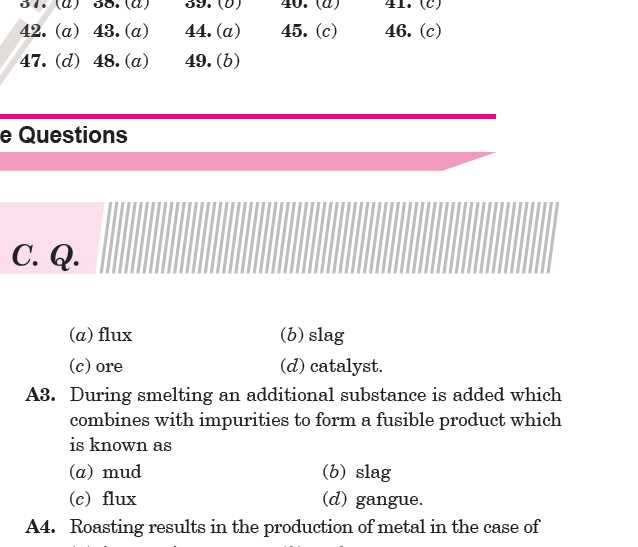 37. (a) 38. (a) 39. (b) 40. (a) 41. (c)
42. (a) 43. (a) 44. (a) 45. (c) 46. (c)
47. (d) 48. (a) 49. (b)
e Questions
C. Q.
(a) flux (b) slag
(c) ore (d) catalyst.
A3. During smelting an additional substance is added which
combines with impurities to form a fusible product which
is known as
(a) mud (b) slag
(c) flux (d) gangue.
A4. Roasting results in the production of metal in the case of